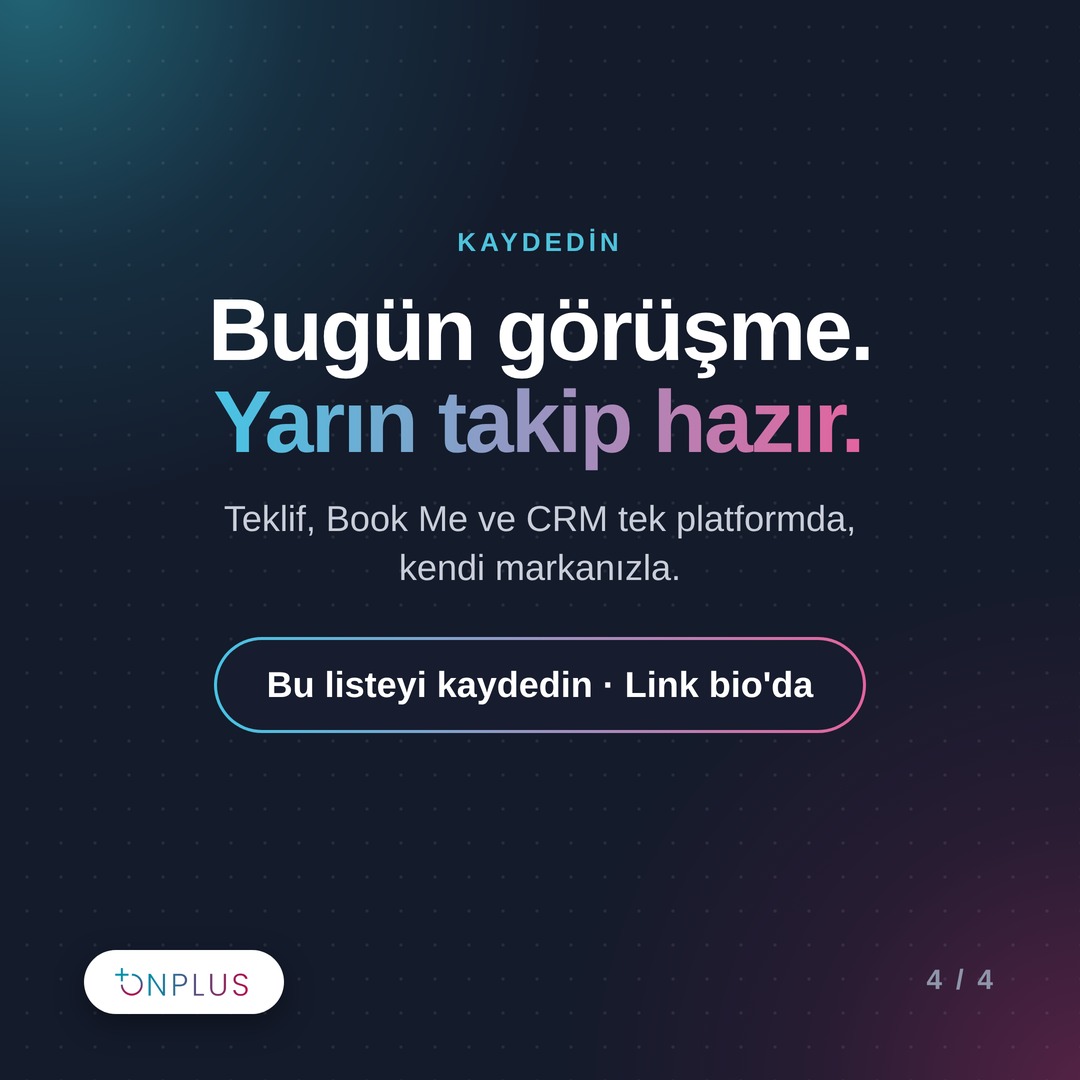 KAYDEDİN
Bugün görüşme.
Yarın takip hazır.
Teklif, Book Me ve CRM tek platformda,
kendi markanızla.
Bu listeyi kaydedin · Link bio'da
ONPLUS
4 / 4